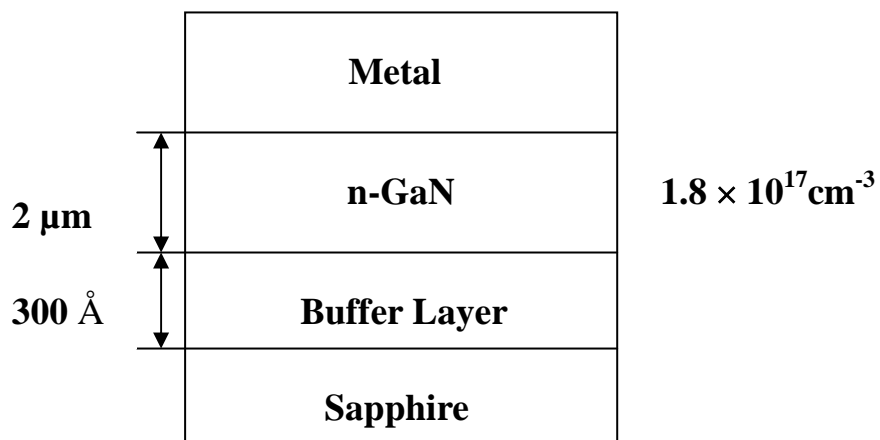 Metal
n-GaN
1.8 × 10¹⁷cm⁻³
2 μm
300 Å
Buffer Layer
Sapphire